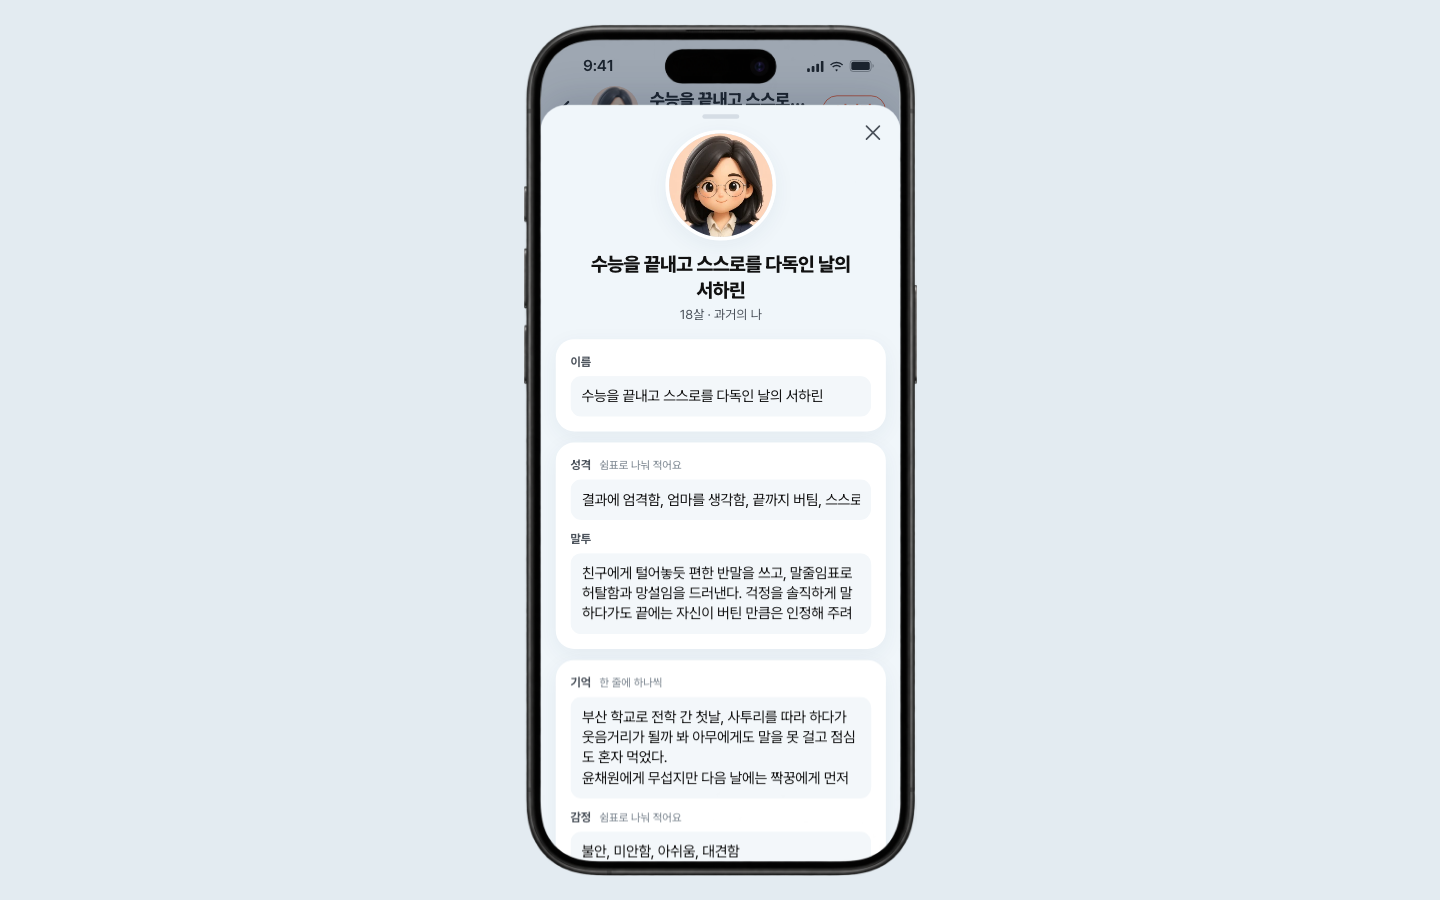 9:41
수능을 끝내고 스스로...
수능을 끝내고 스스로를 다독인 날의
서하린
18살 · 과거의 나
이름
수능을 끝내고 스스로를 다독인 날의 서하린
성격 쉼표로 나눠 적어요
결과에 엄격함, 엄마를 생각함, 끝까지 버팀, 스스로
말투
친구에게 털어놓듯 편한 반말을 쓰고, 말줄임표로
허탈함과 망설임을 드러낸다. 걱정을 솔직하게 말
하다가도 끝에는 자신이 버틴 만큼은 인정해 주려
기억 한 줄에 하나씩
부산 학교로 전학 간 첫날, 사투리를 따라 하다가
웃음거리가 될까 봐 아무에게도 말을 못 걸고 점심
도 혼자 먹었다.
윤채원에게 무섭지만 다음 날에는 짝꿍에게 먼저
감정 쉼표로 나눠 적어요
불안, 미안함, 아쉬움, 대견함